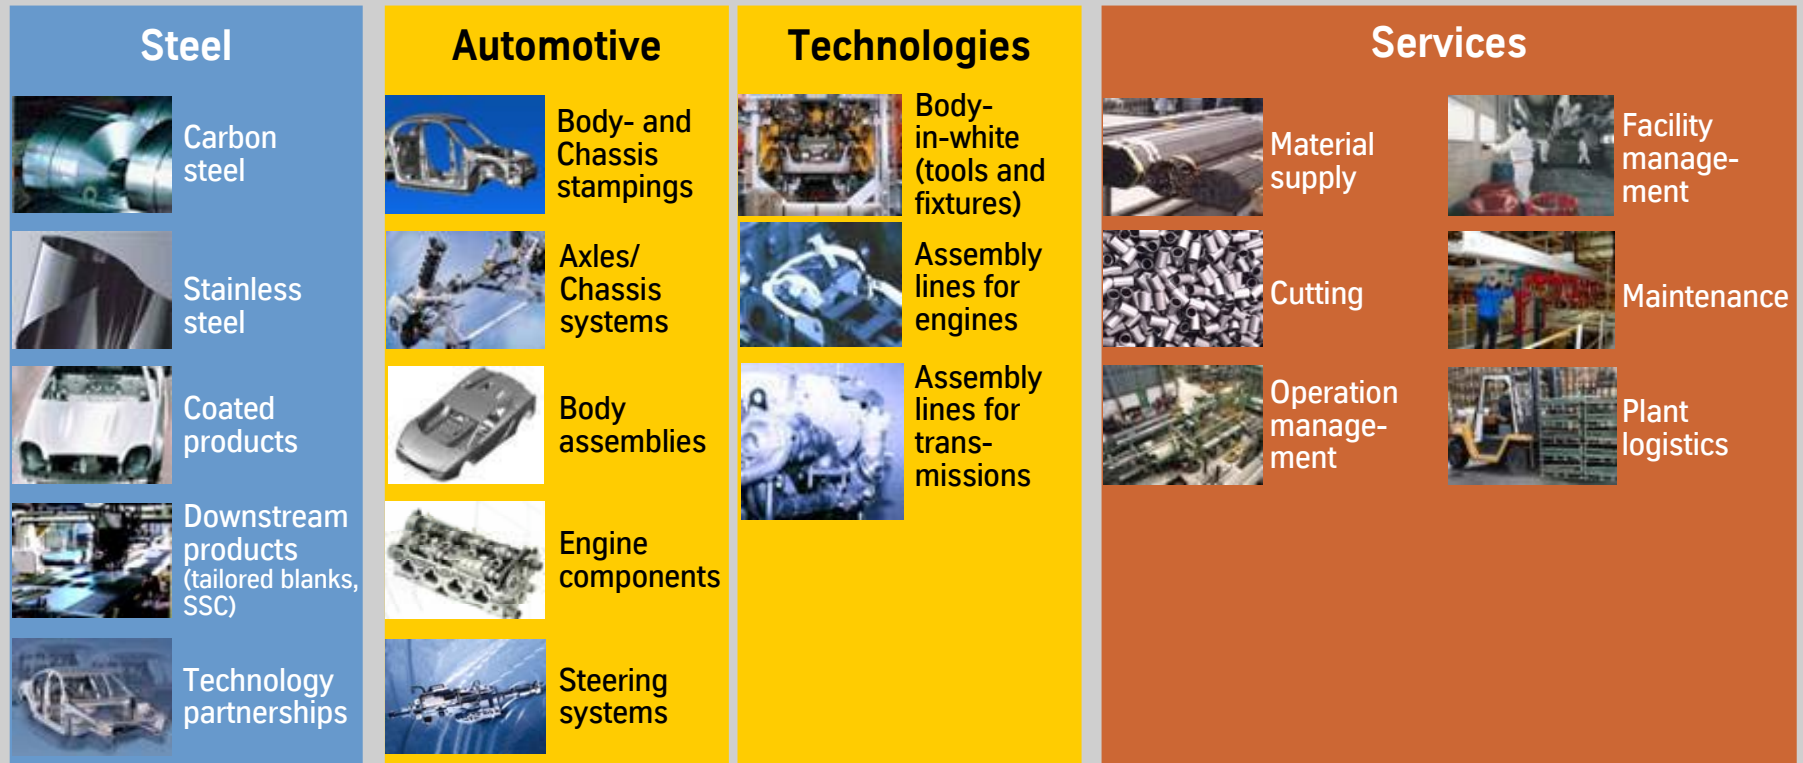 Steel
Carbon
steel
Stainless
steel
Coated
products
Downstream
products
(tailored blanks,
SSC)
Technology
partnerships
Automotive
Body- and
Chassis
stampings
Axles/
Chassis
systems
Body
assemblies
Engine
components
Steering
systems
Technologies
Body-
in-white
(tools and
fixtures)
Assembly
lines for
engines
Assembly
lines for
trans-
missions
Services
Material
supply
Cutting
Operation
manage-
ment
Facility
manage-
ment
Maintenance
Plant
logistics